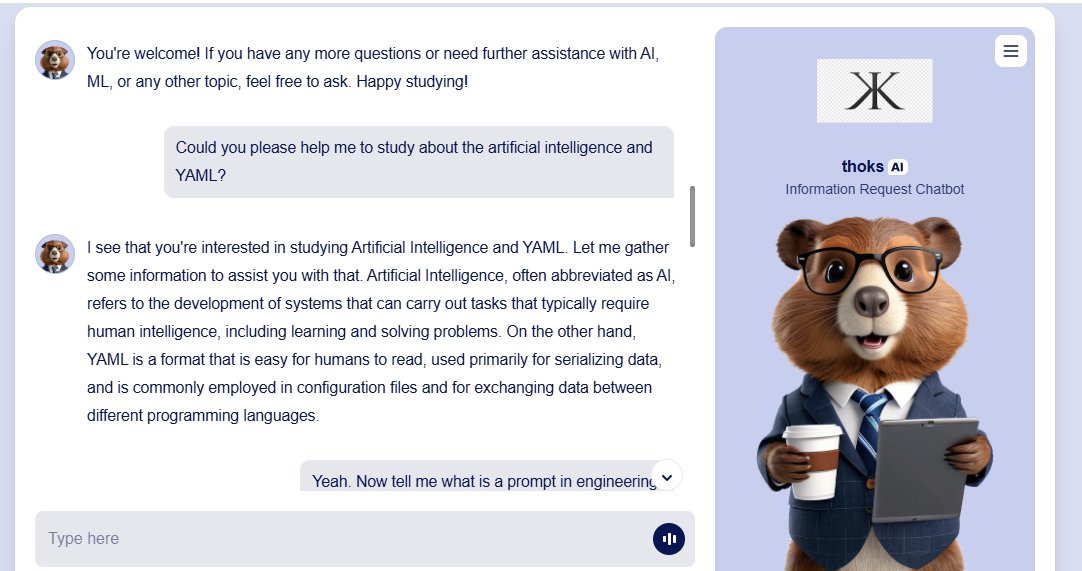 You're welcome! If you have any more questions or need further assistance with AI,
ML, or any other topic, feel free to ask. Happy studying!
Could you please help me to study about the artificial intelligence and
YAML?
I see that you're interested in studying Artificial Intelligence and YAML. Let me gather
some information to assist you with that. Artificial Intelligence, often abbreviated as AI,
refers to the development of systems that can carry out tasks that typically require
human intelligence, including learning and solving problems. On the other hand,
YAML is a format that is easy for humans to read, used primarily for serializing data,
and is commonly employed in configuration files and for exchanging data between
different programming languages.
Yeah. Now tell me what is a prompt in engineering
Type here
thoks AI
Information Request Chatbot